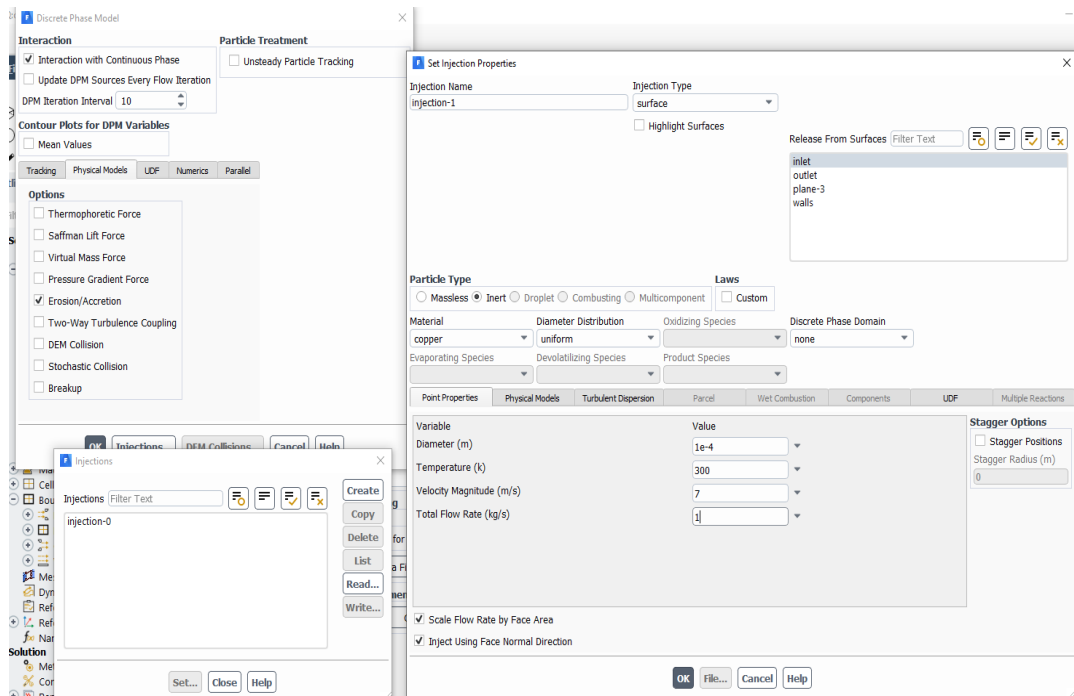 Discrete Phase Model
Interaction
Particle Treatment
Interaction with Continuous Phase
Unsteady Particle Tracking
Update DPM Sources Every Flow Iteration
DPM Iteration Interval 10
Contour Plots for DPM Variables
Mean Values
Tracking Physical Models UDF Numerics Parallel
Options
Thermophoretic Force
Saffman Lift Force
Virtual Mass Force
Pressure Gradient Force
Erosion/Accretion
Two-Way Turbulence Coupling
DEM Collision
Stochastic Collision
Breakup
OK Injections... DEM Collisions... Cancel Help
Injections
Injections Filter Text
injection-0
Create
Copy
Delete
List
Read...
Write...
Set... Close Help
Cell
Bou
Me
Dyn
Ref
Refe
Nar
Solution
Met
Con
Set Injection Properties
Injection Name
Injection Type
injection-1
surface
Highlight Surfaces
Release From Surfaces Filter Text
inlet
outlet
plane-3
walls
Particle Type
Laws
Massless Inert Droplet Combusting Multicomponent
Custom
Material
Diameter Distribution
Oxidizing Species
Discrete Phase Domain
copper
uniform
none
Evaporating Species
Devolatilizing Species
Product Species
Point Properties Physical Models Turbulent Dispersion Parcel Wet Combustion Components UDF Multiple Reactions
Variable
Value
Diameter (m)
1e-4
Temperature (k)
300
Velocity Magnitude (m/s)
7
Total Flow Rate (kg/s)
1
Stagger Options
Stagger Positions
Stagger Radius (m)
0
Scale Flow Rate by Face Area
Inject Using Face Normal Direction
OK File... Cancel Help